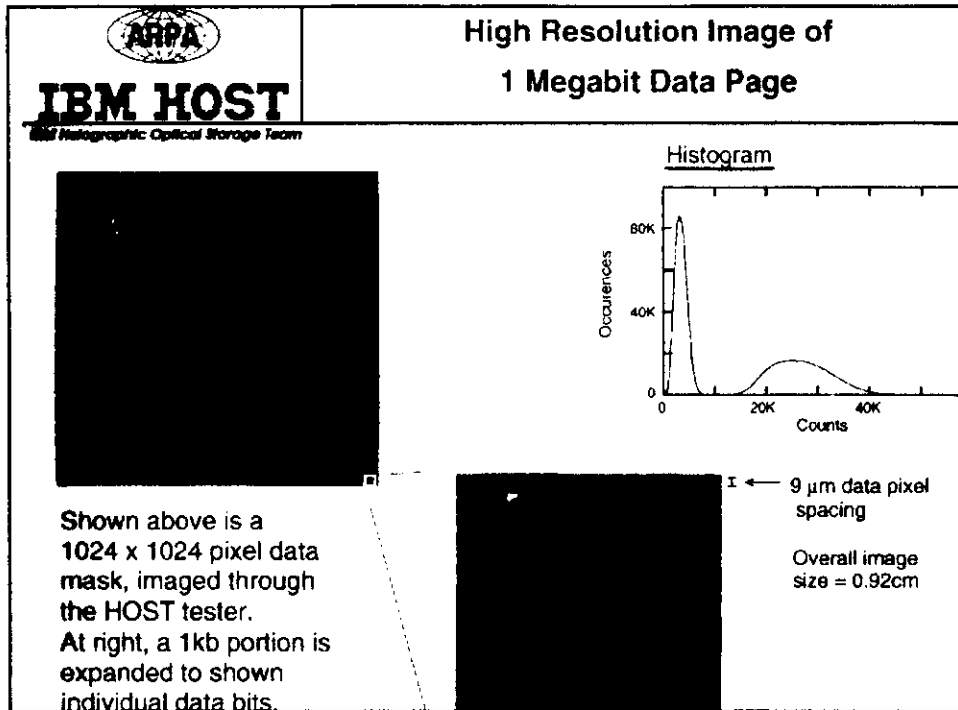 ARPA
IBM HOST
IBM Holographic Optical Storage Team
High Resolution Image of
1 Megabit Data Page
Histogram
Occurences
80K
40K
0
0
20K
40K
Counts
I ← 9 µm data pixel
spacing
Overall image
size = 0.92cm
Shown above is a
1024 x 1024 pixel data
mask, imaged through
the HOST tester.
At right, a 1kb portion is
expanded to shown
individual data bits.